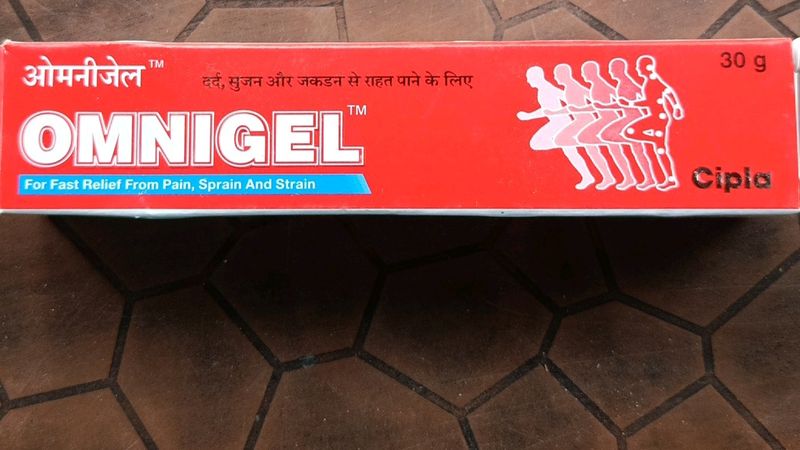 ओमनीजेल™
दर्द, सुजन और जकडन से राहत पाने के लिए
30 g
OMNIGEL™
For Fast Relief From Pain, Sprain And Strain
Cipla